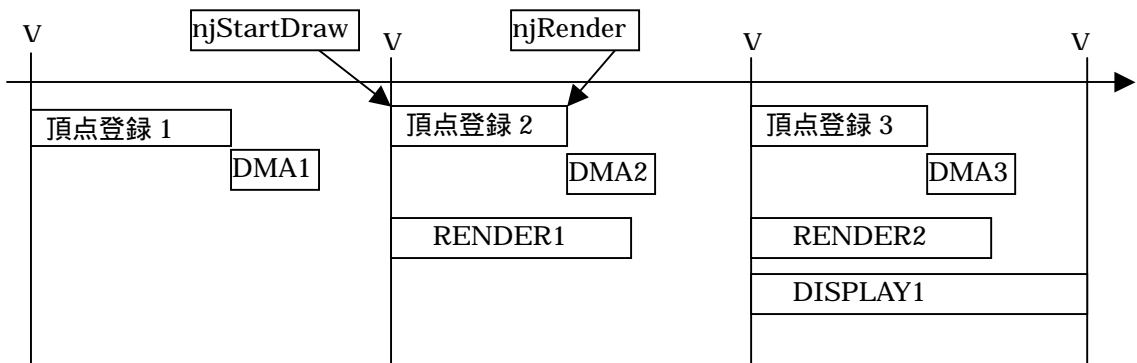 V
njStartDraw
V
njRender
V
V
頂点登録 1
頂点登録 2
頂点登録 3
DMA1
DMA2
DMA3
RENDER1
RENDER2
DISPLAY1